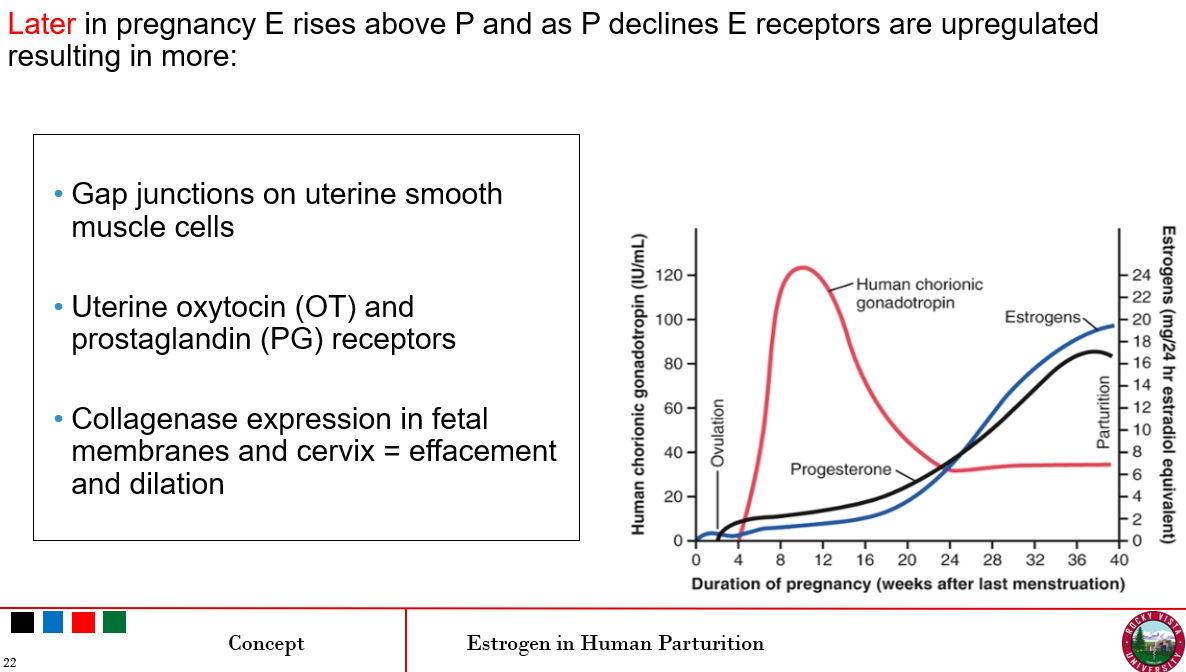 Later in pregnancy E rises above P and as P declines E receptors are upregulated
resulting in more:
• Gap junctions on uterine smooth
muscle cells
• Uterine oxytocin (OT) and
prostaglandin (PG) receptors
• Collagenase expression in fetal
membranes and cervix = effacement
and dilation
Human chorionic gonadotropin (IU/mL)
120
100
80
60
40
20
0
Ovulation
Human chorionic
gonadotropin
Estrogens
Progesterone
Parturition
24
22
20
18
16
14
12
10
8
6
4
2
0
Estrogens (mg/24 hr estradiol equivalent)
0 4 8 12 16 20 24 28 32 36 40
Duration of pregnancy (weeks after last menstruation)
Concept
Estrogen in Human Parturition
22
ROCKY VISTA
UNIVERSITY